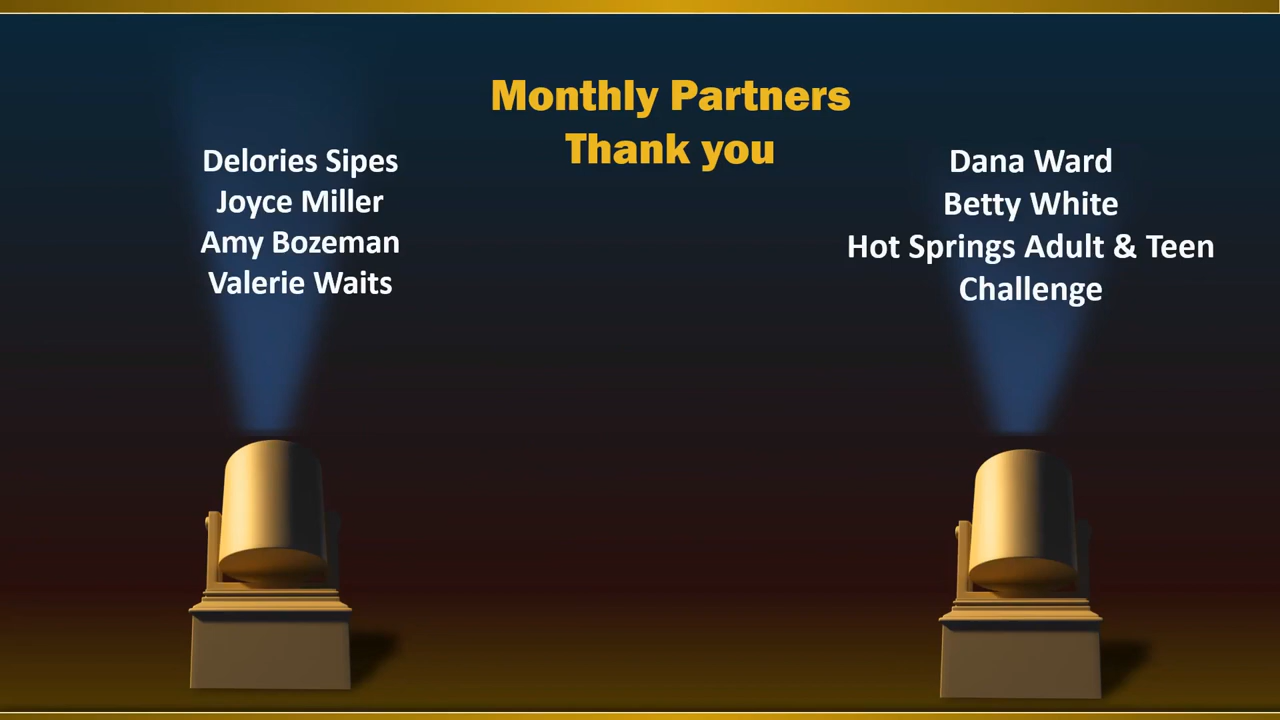 Monthly Partners
Thank you
Delories Sipes
Joyce Miller
Amy Bozeman
Valerie Waits
Dana Ward
Betty White
Hot Springs Adult & Teen
Challenge